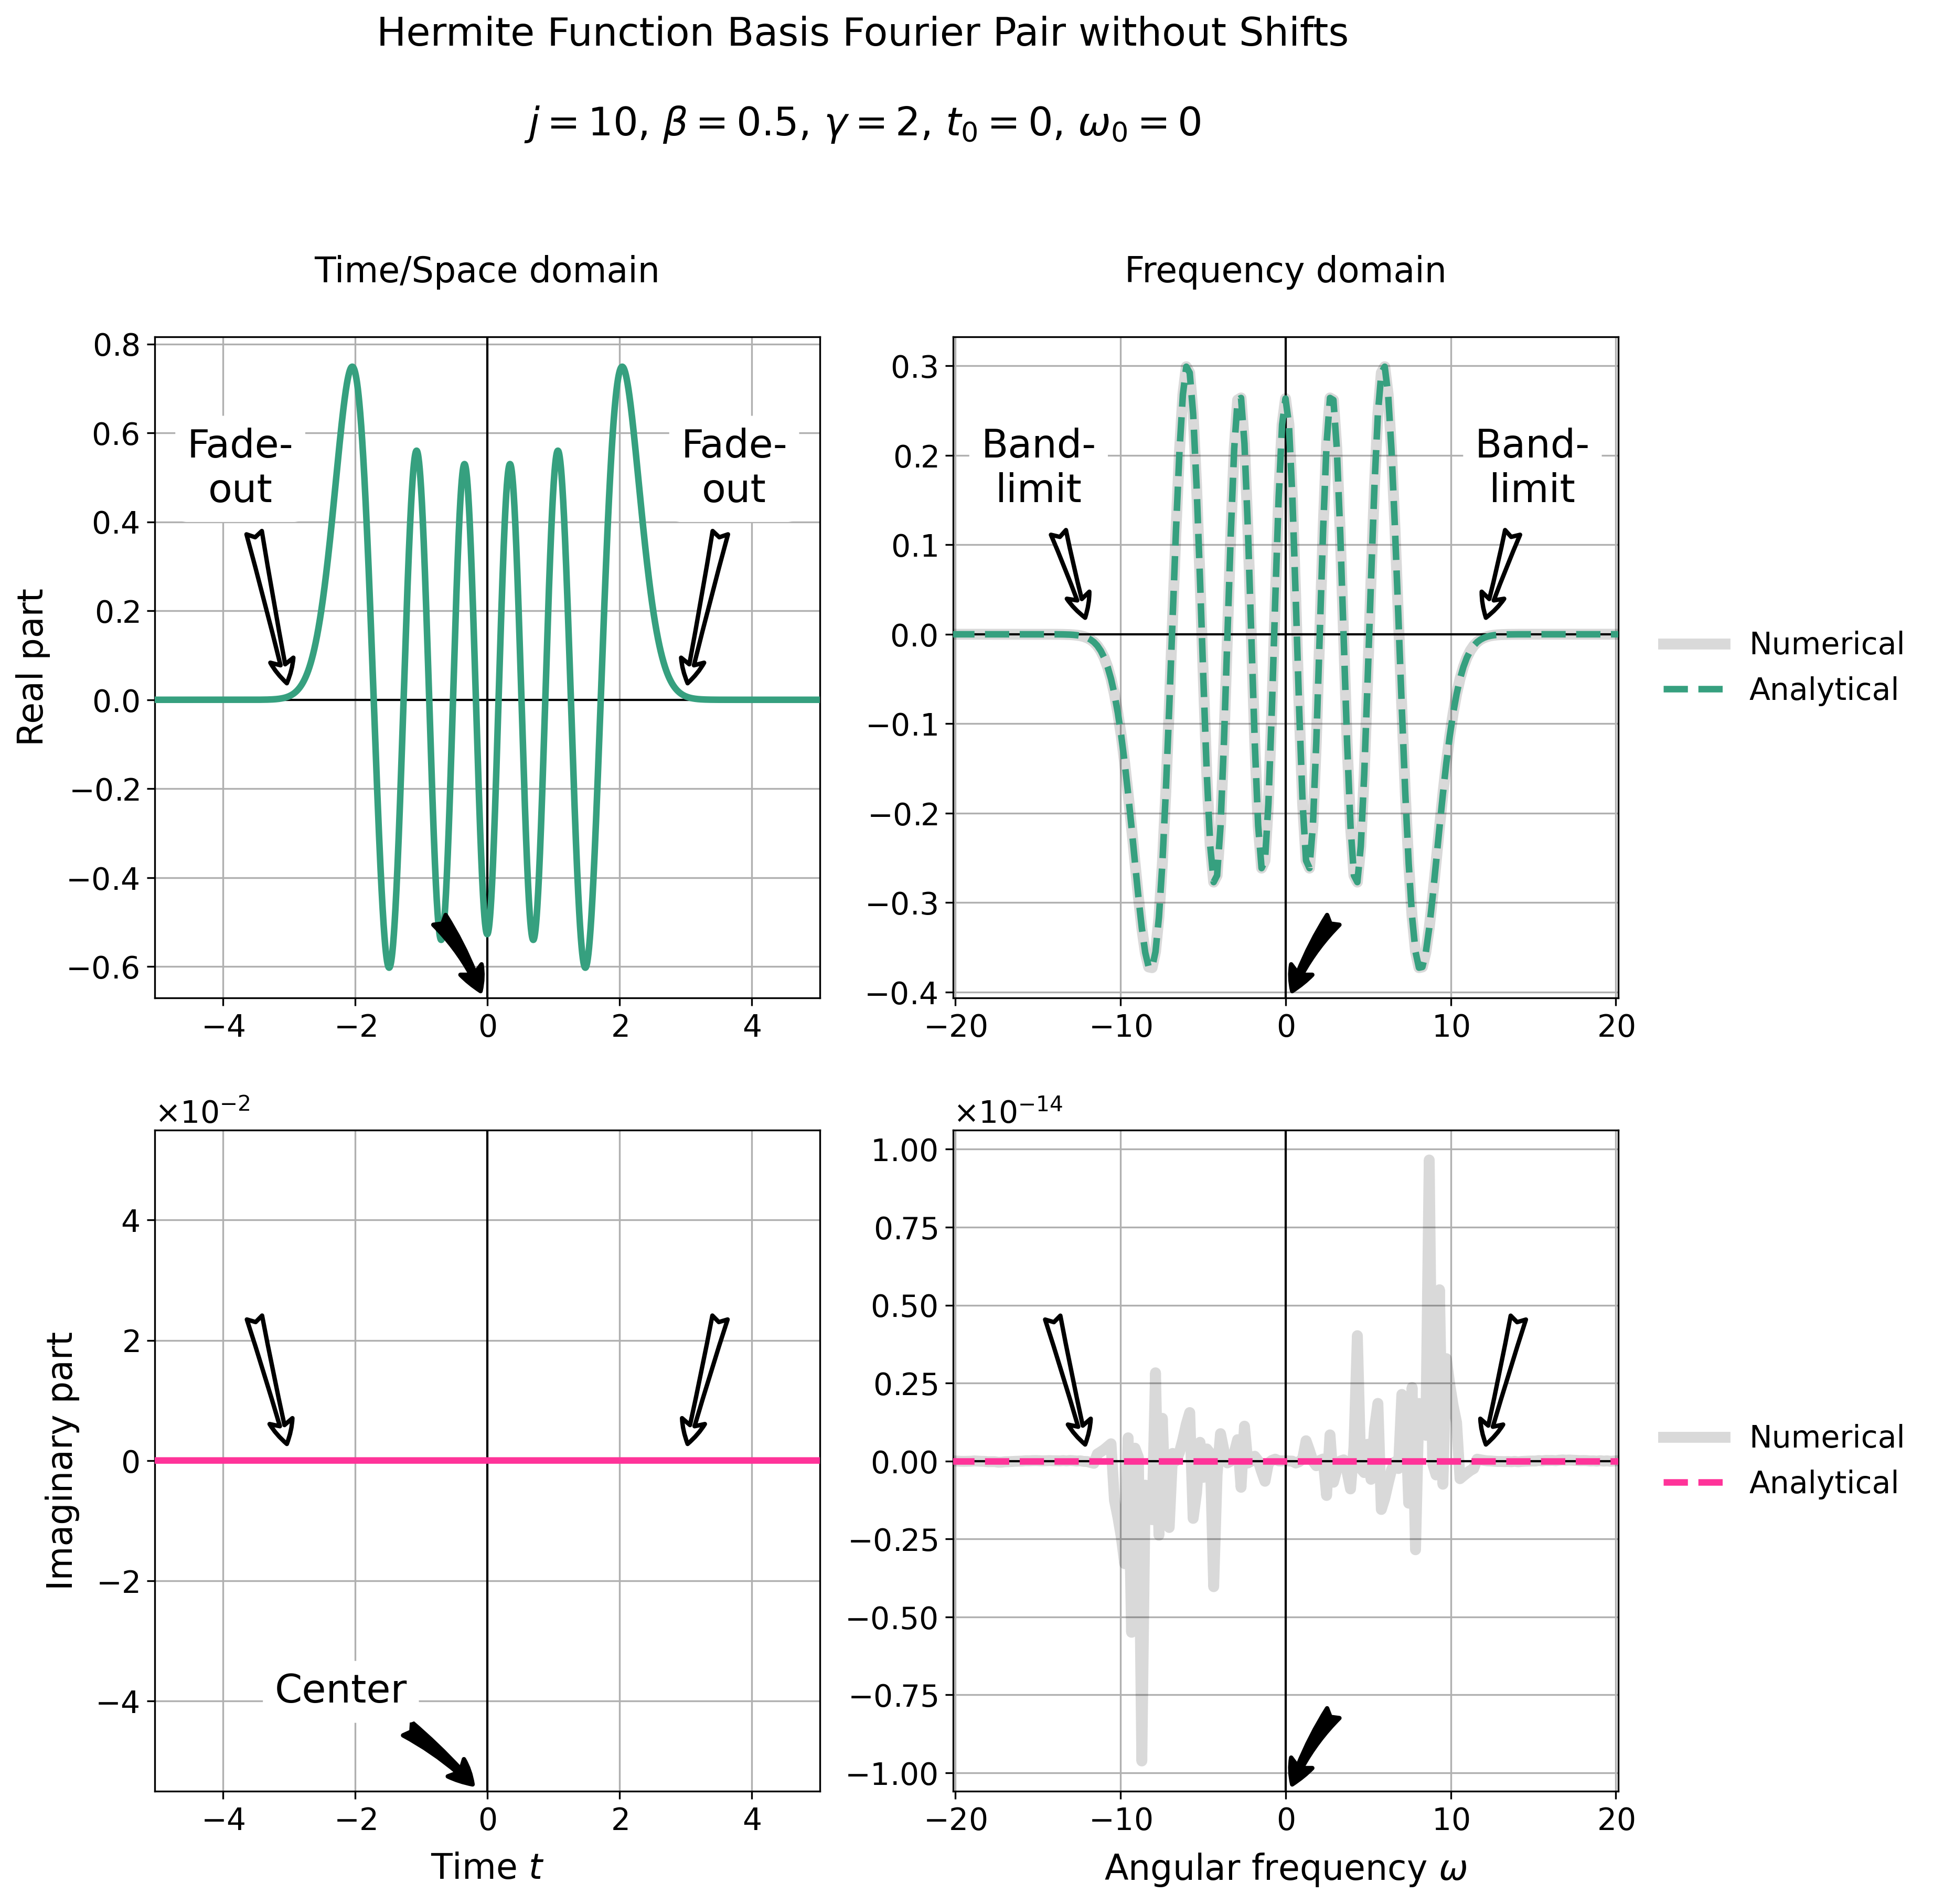 Hermite Function Basis Fourier Pair without Shifts
j = 10, β = 0.5, γ = 2, t₀ = 0, ω₀ = 0
Time/Space domain
Frequency domain
Real part
0.8
0.6
0.4
0.2
0.0
−0.2
−0.4
−0.6
Fade-
out
Fade-
out
−4
−2
0
2
4
0.3
0.2
0.1
0.0
−0.1
−0.2
−0.3
−0.4
Band-
limit
Band-
limit
−20
−10
0
10
20
Numerical
Analytical
Imaginary part
×10⁻²
4
2
0
−2
−4
Center
−4
−2
0
2
4
Time t
×10⁻¹⁴
1.00
0.75
0.50
0.25
0.00
−0.25
−0.50
−0.75
−1.00
−20
−10
0
10
20
Angular frequency ω
Numerical
Analytical